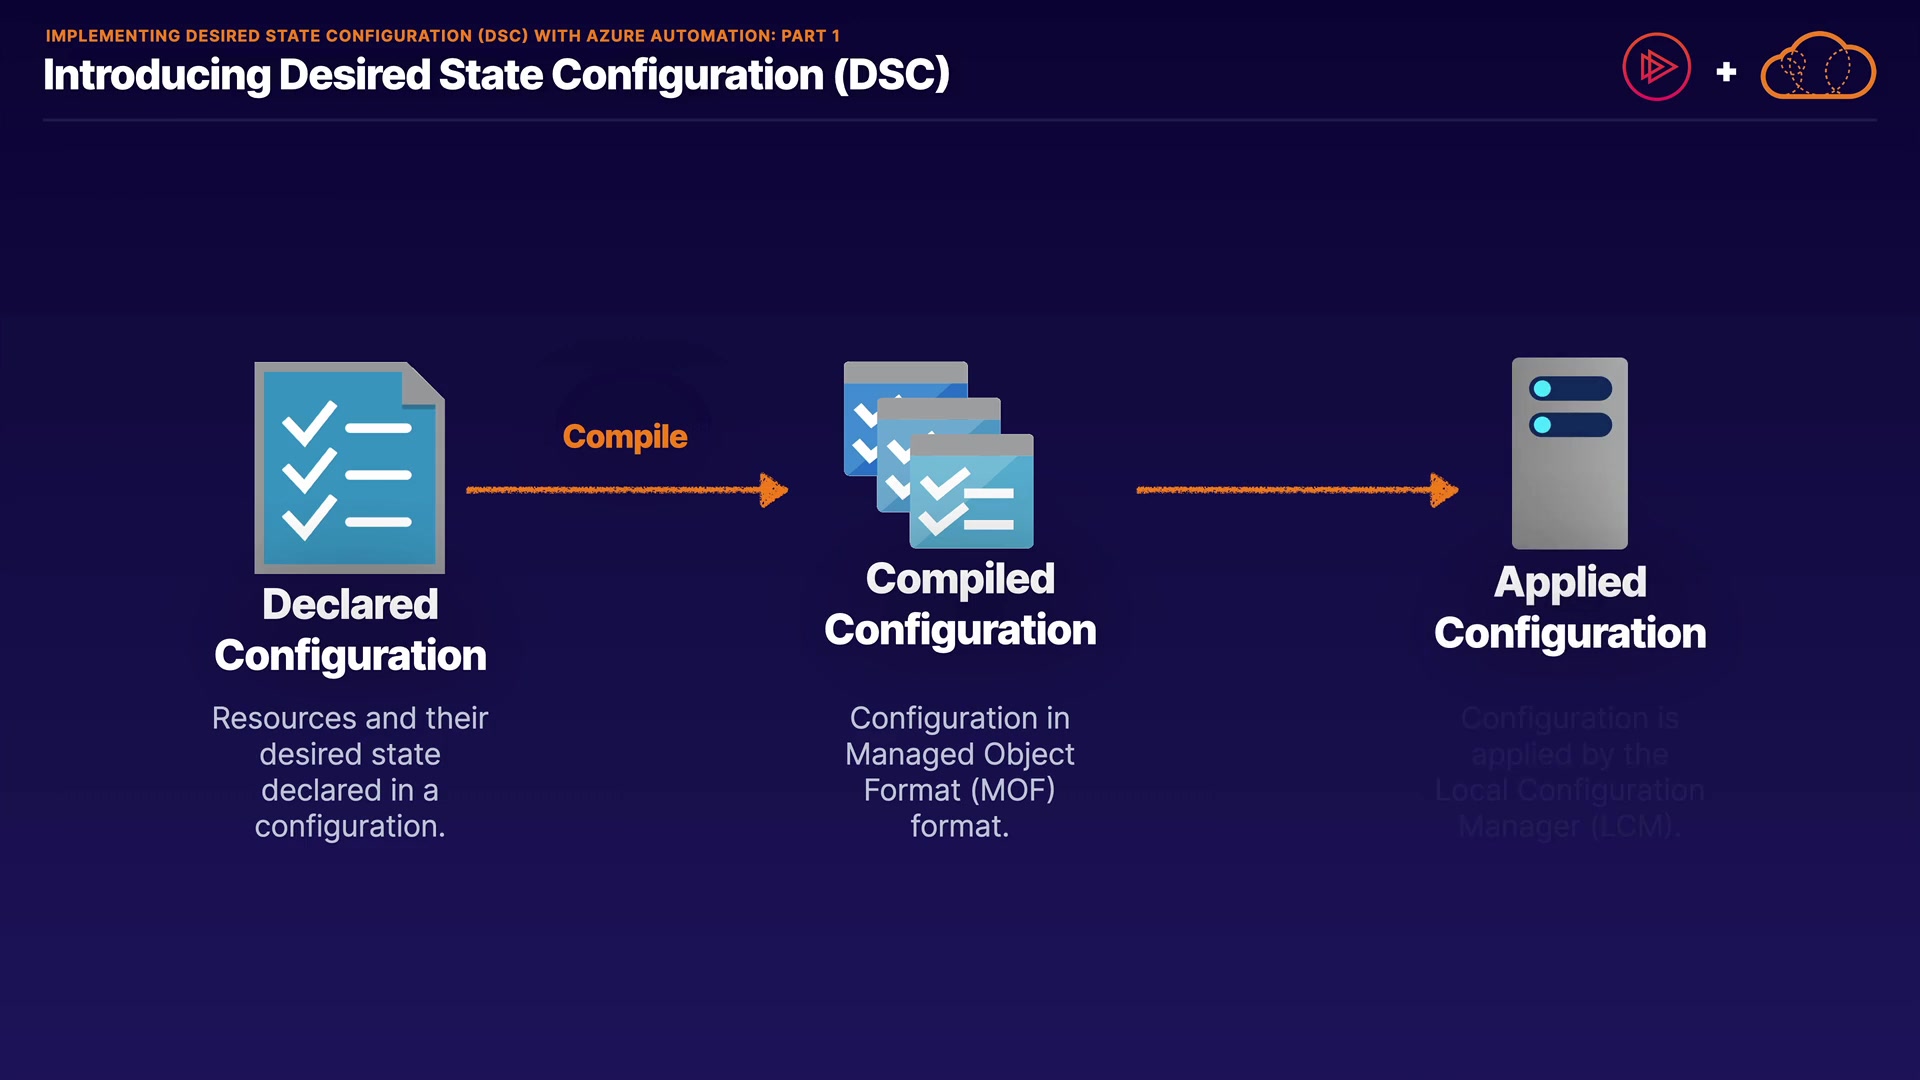 IMPLEMENTING DESIRED STATE CONFIGURATION (DSC) WITH AZURE AUTOMATION: PART 1
Introducing Desired State Configuration (DSC)
+
Compile
Declared
Configuration
Resources and their
desired state
declared in a
configuration.
Compiled
Configuration
Configuration in
Managed Object
Format (MOF)
format.
Applied
Configuration
Configuration is
applied by the
Local Configuration
Manager (LCM).